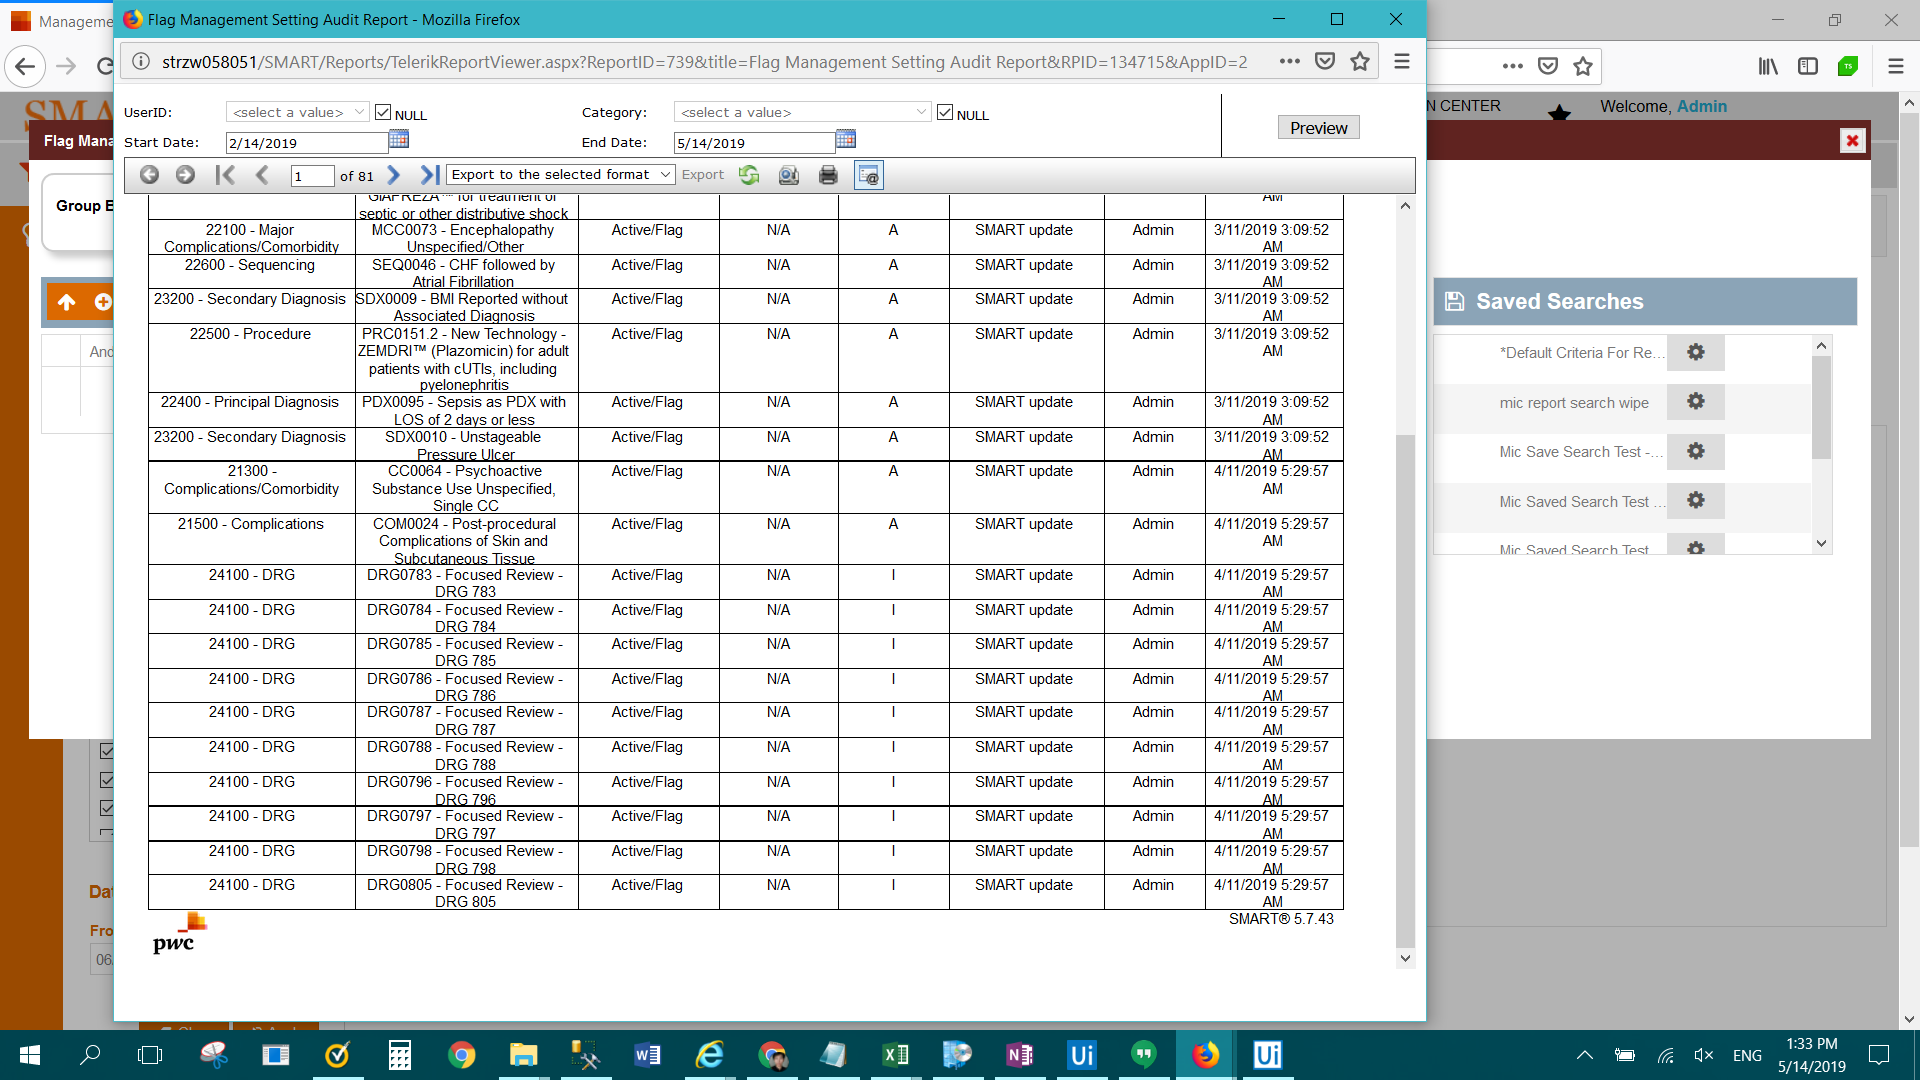 Manageme
Flag Management Setting Audit Report - Mozilla Firefox
strzw058051/SMART/Reports/TelerikReportViewer.aspx?ReportID=739&title=Flag Management Setting Audit Report&RPID=134715&AppID=2
SMA
N CENTER
Welcome, Admin
Flag Mana
Group E
And
UserID:
<select a value>
NULL
Category:
<select a value>
NULL
Start Date:
2/14/2019
End Date:
5/14/2019
Preview
1
of 81
Export to the selected format
Export
GIAPREZA™ for treatment of
septic or other distributive shock
AM
22100 - Major
Complications/Comorbidity
MCC0073 - Encephalopathy
Unspecified/Other
Active/Flag
N/A
A
SMART update
Admin
3/11/2019 3:09:52
AM
22600 - Sequencing
SEQ0046 - CHF followed by
Atrial Fibrillation
Active/Flag
N/A
A
SMART update
Admin
3/11/2019 3:09:52
AM
23200 - Secondary Diagnosis
SDX0009 - BMI Reported without
Associated Diagnosis
Active/Flag
N/A
A
SMART update
Admin
3/11/2019 3:09:52
AM
22500 - Procedure
PRC0151.2 - New Technology -
ZEMDRI™ (Plazomicin) for adult
patients with cUTIs, including
pyelonephritis
Active/Flag
N/A
A
SMART update
Admin
3/11/2019 3:09:52
AM
22400 - Principal Diagnosis
PDX0095 - Sepsis as PDX with
LOS of 2 days or less
Active/Flag
N/A
A
SMART update
Admin
3/11/2019 3:09:52
AM
23200 - Secondary Diagnosis
SDX0010 - Unstageable
Pressure Ulcer
Active/Flag
N/A
A
SMART update
Admin
3/11/2019 3:09:52
AM
21300 -
Complications/Comorbidity
CC0064 - Psychoactive
Substance Use Unspecified,
Single CC
Active/Flag
N/A
A
SMART update
Admin
4/11/2019 5:29:57
AM
21500 - Complications
COM0024 - Post-procedural
Complications of Skin and
Subcutaneous Tissue
Active/Flag
N/A
A
SMART update
Admin
4/11/2019 5:29:57
AM
24100 - DRG
DRG0783 - Focused Review -
DRG 783
Active/Flag
N/A
I
SMART update
Admin
4/11/2019 5:29:57
AM
24100 - DRG
DRG0784 - Focused Review -
DRG 784
Active/Flag
N/A
I
SMART update
Admin
4/11/2019 5:29:57
AM
24100 - DRG
DRG0785 - Focused Review -
DRG 785
Active/Flag
N/A
I
SMART update
Admin
4/11/2019 5:29:57
AM
24100 - DRG
DRG0786 - Focused Review -
DRG 786
Active/Flag
N/A
I
SMART update
Admin
4/11/2019 5:29:57
AM
24100 - DRG
DRG0787 - Focused Review -
DRG 787
Active/Flag
N/A
I
SMART update
Admin
4/11/2019 5:29:57
AM
24100 - DRG
DRG0788 - Focused Review -
DRG 788
Active/Flag
N/A
I
SMART update
Admin
4/11/2019 5:29:57
AM
24100 - DRG
DRG0796 - Focused Review -
DRG 796
Active/Flag
N/A
I
SMART update
Admin
4/11/2019 5:29:57
AM
24100 - DRG
DRG0797 - Focused Review -
DRG 797
Active/Flag
N/A
I
SMART update
Admin
4/11/2019 5:29:57
AM
24100 - DRG
DRG0798 - Focused Review -
DRG 798
Active/Flag
N/A
I
SMART update
Admin
4/11/2019 5:29:57
AM
24100 - DRG
DRG0805 - Focused Review -
DRG 805
Active/Flag
N/A
I
SMART update
Admin
4/11/2019 5:29:57
AM
pwc
SMART® 5.7.43
Saved Searches
*Default Criteria For Re...
mic report search wipe
Mic Save Search Test -...
Mic Saved Search Test ...
Mic Saved Search Test
Dat
Fro
06
ENG
1:33 PM
5/14/2019